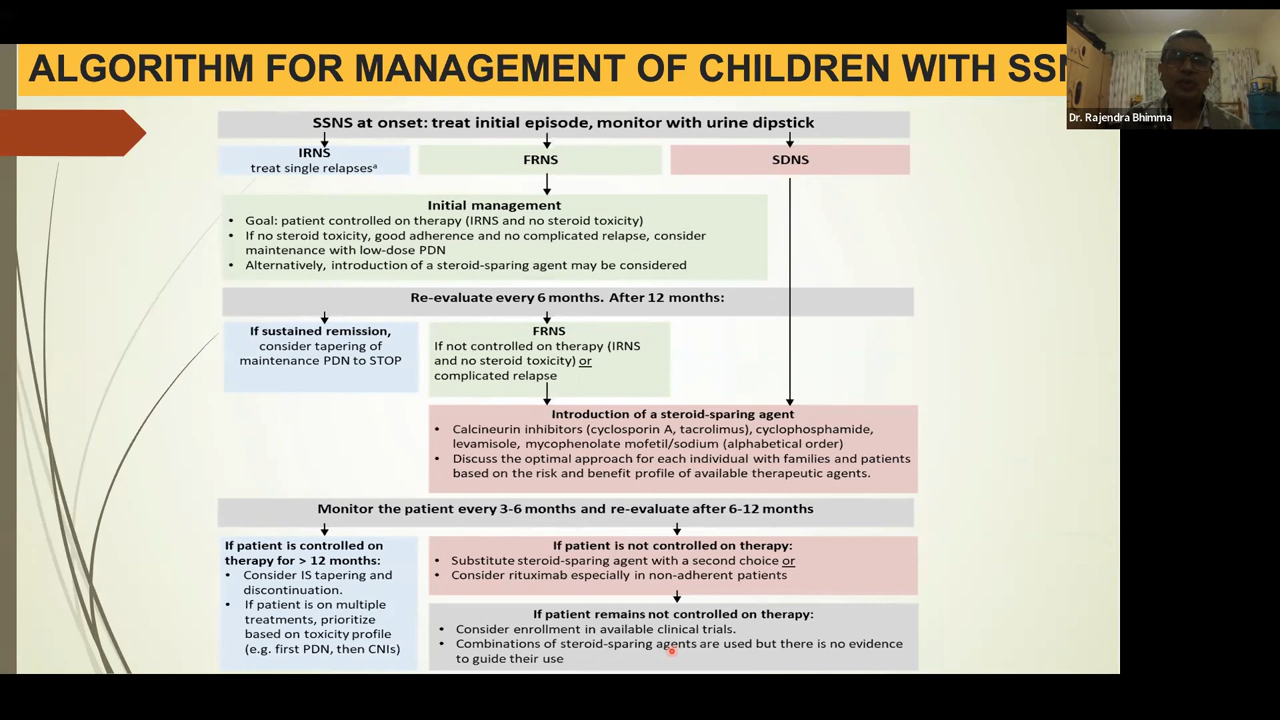 ALGORITHM FOR MANAGEMENT OF CHILDREN WITH
Dr. Rajendra Bhimma
SSNS at onset: treat initial episode, monitor with urine dipstick
IRNS
treat single relapsesᵃ
FRNS
SDNS
Initial management
• Goal: patient controlled on therapy (IRNS and no steroid toxicity)
• If no steroid toxicity, good adherence and no complicated relapse, consider
maintenance with low-dose PDN
• Alternatively, introduction of a steroid-sparing agent may be considered
Re-evaluate every 6 months. After 12 months:
If sustained remission,
consider tapering of
maintenance PDN to STOP
FRNS
If not controlled on therapy (IRNS
and no steroid toxicity) or
complicated relapse
Introduction of a steroid-sparing agent
• Calcineurin inhibitors (cyclosporin A, tacrolimus), cyclophosphamide,
levamisole, mycophenolate mofetil/sodium (alphabetical order)
• Discuss the optimal approach for each individual with families and patients
based on the risk and benefit profile of available therapeutic agents.
Monitor the patient every 3-6 months and re-evaluate after 6-12 months
If patient is controlled on
therapy for > 12 months:
• Consider IS tapering and
discontinuation.
• If patient is on multiple
treatments, prioritize
based on toxicity profile
(e.g. first PDN, then CNIs)
If patient is not controlled on therapy:
• Substitute steroid-sparing agent with a second choice or
• Consider rituximab especially in non-adherent patients
If patient remains not controlled on therapy:
• Consider enrollment in available clinical trials.
• Combinations of steroid-sparing agents are used but there is no evidence
to guide their use